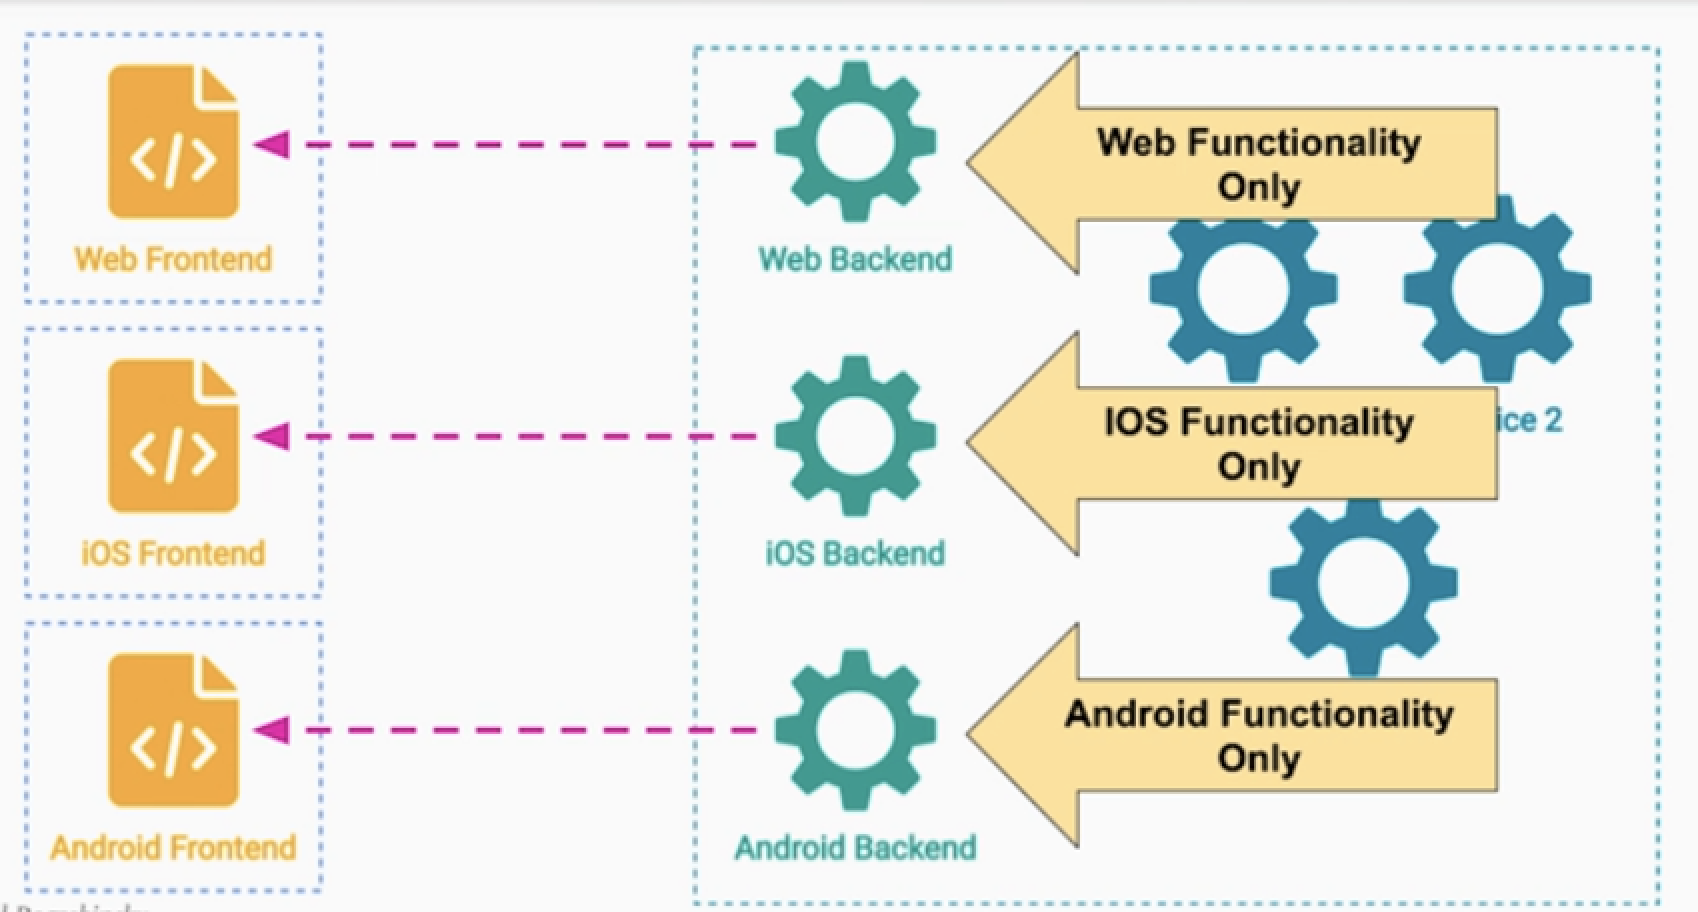 Web Functionality
Only
Web Frontend
Web Backend
IOS Functionality
Only
ice 2
iOS Frontend
iOS Backend
Android Functionality
Only
Android Frontend
Android Backend